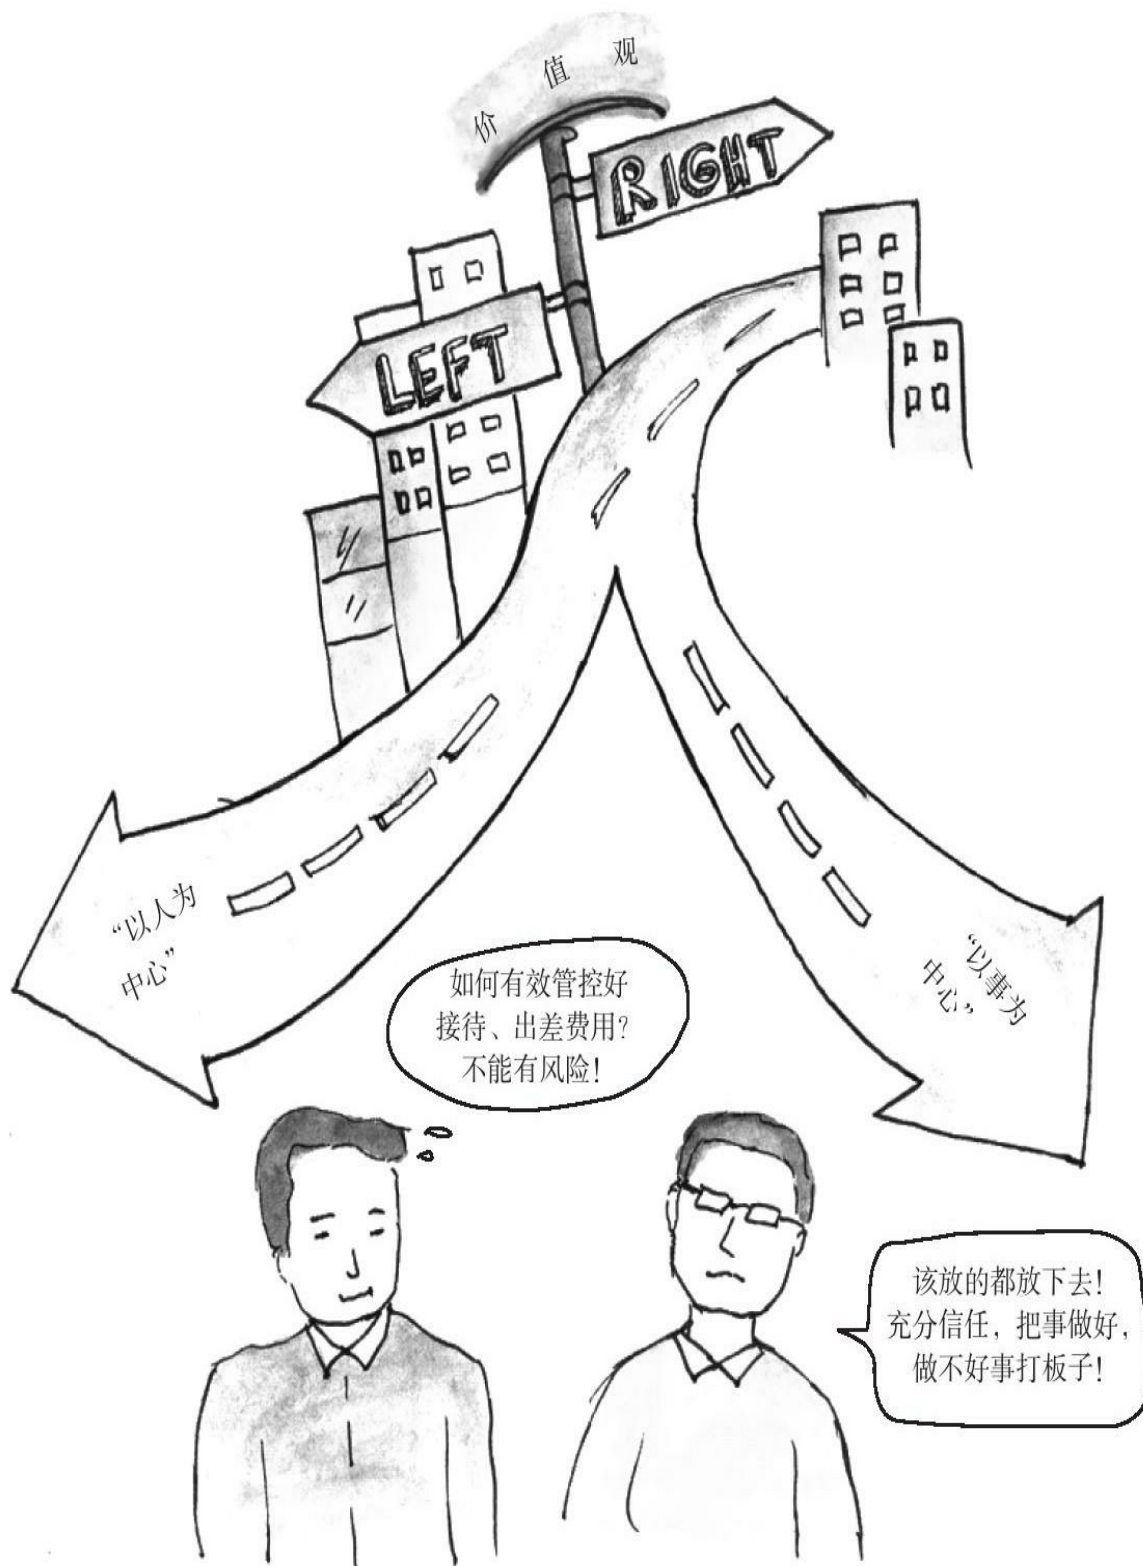 价值观
RIGHT
LEFT
“以人为
中心”
“以事为
中心”
如何有效管控好
接待、出差费用?
不能有风险!
该放的都放下去!
充分信任，把事做好，
做不好事打板子!